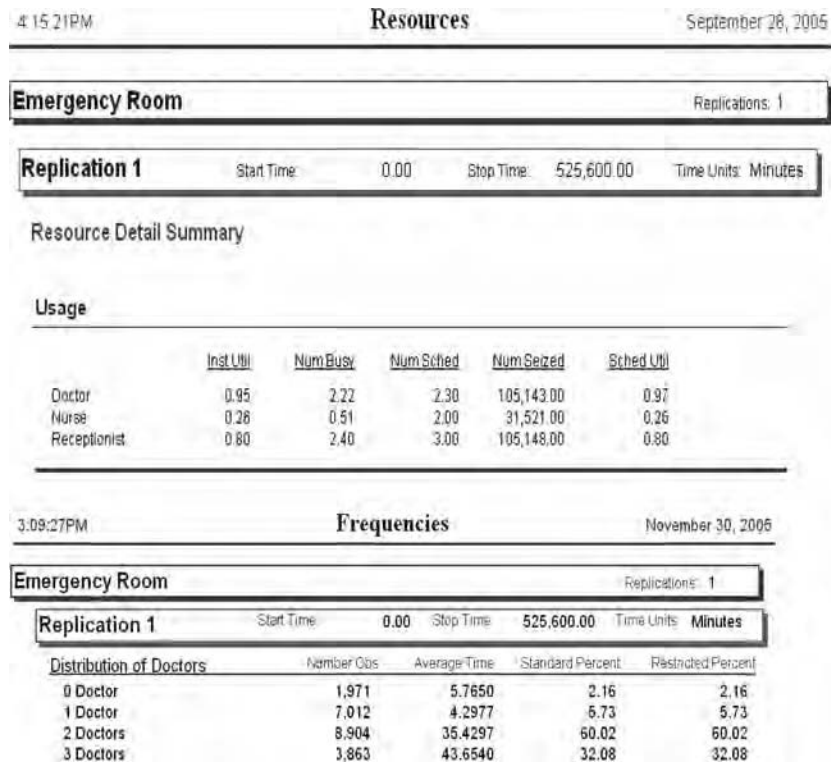 4:15:21PM Resources September 28, 2005
Emergency Room Replications: 1
Replication 1 Start Time: 0.00 Stop Time: 525,600.00 Time Units: Minutes
Resource Detail Summary
Usage
Inst Util Num Busy Num Sched Num Seized Sched Util
Doctor 0.95 2.22 2.30 105,143.00 0.97
Nurse 0.26 0.51 2.00 31,521.00 0.26
Receptionist 0.80 2.40 3.00 105,148.00 0.80
3:09:27PM Frequencies November 30, 2005
Emergency Room Replications: 1
Replication 1 Start Time 0.00 Stop Time 525,600.00 Time Units Minutes
Distribution of Doctors Number Obs Average Time Standard Percent Restricted Percent
0 Doctor 1,971 5.7650 2.16 2.16
1 Doctor 7,012 4.2977 5.73 5.73
2 Doctors 8,904 35.4297 60.02 60.02
3 Doctors 3,863 43.6540 32.08 32.08